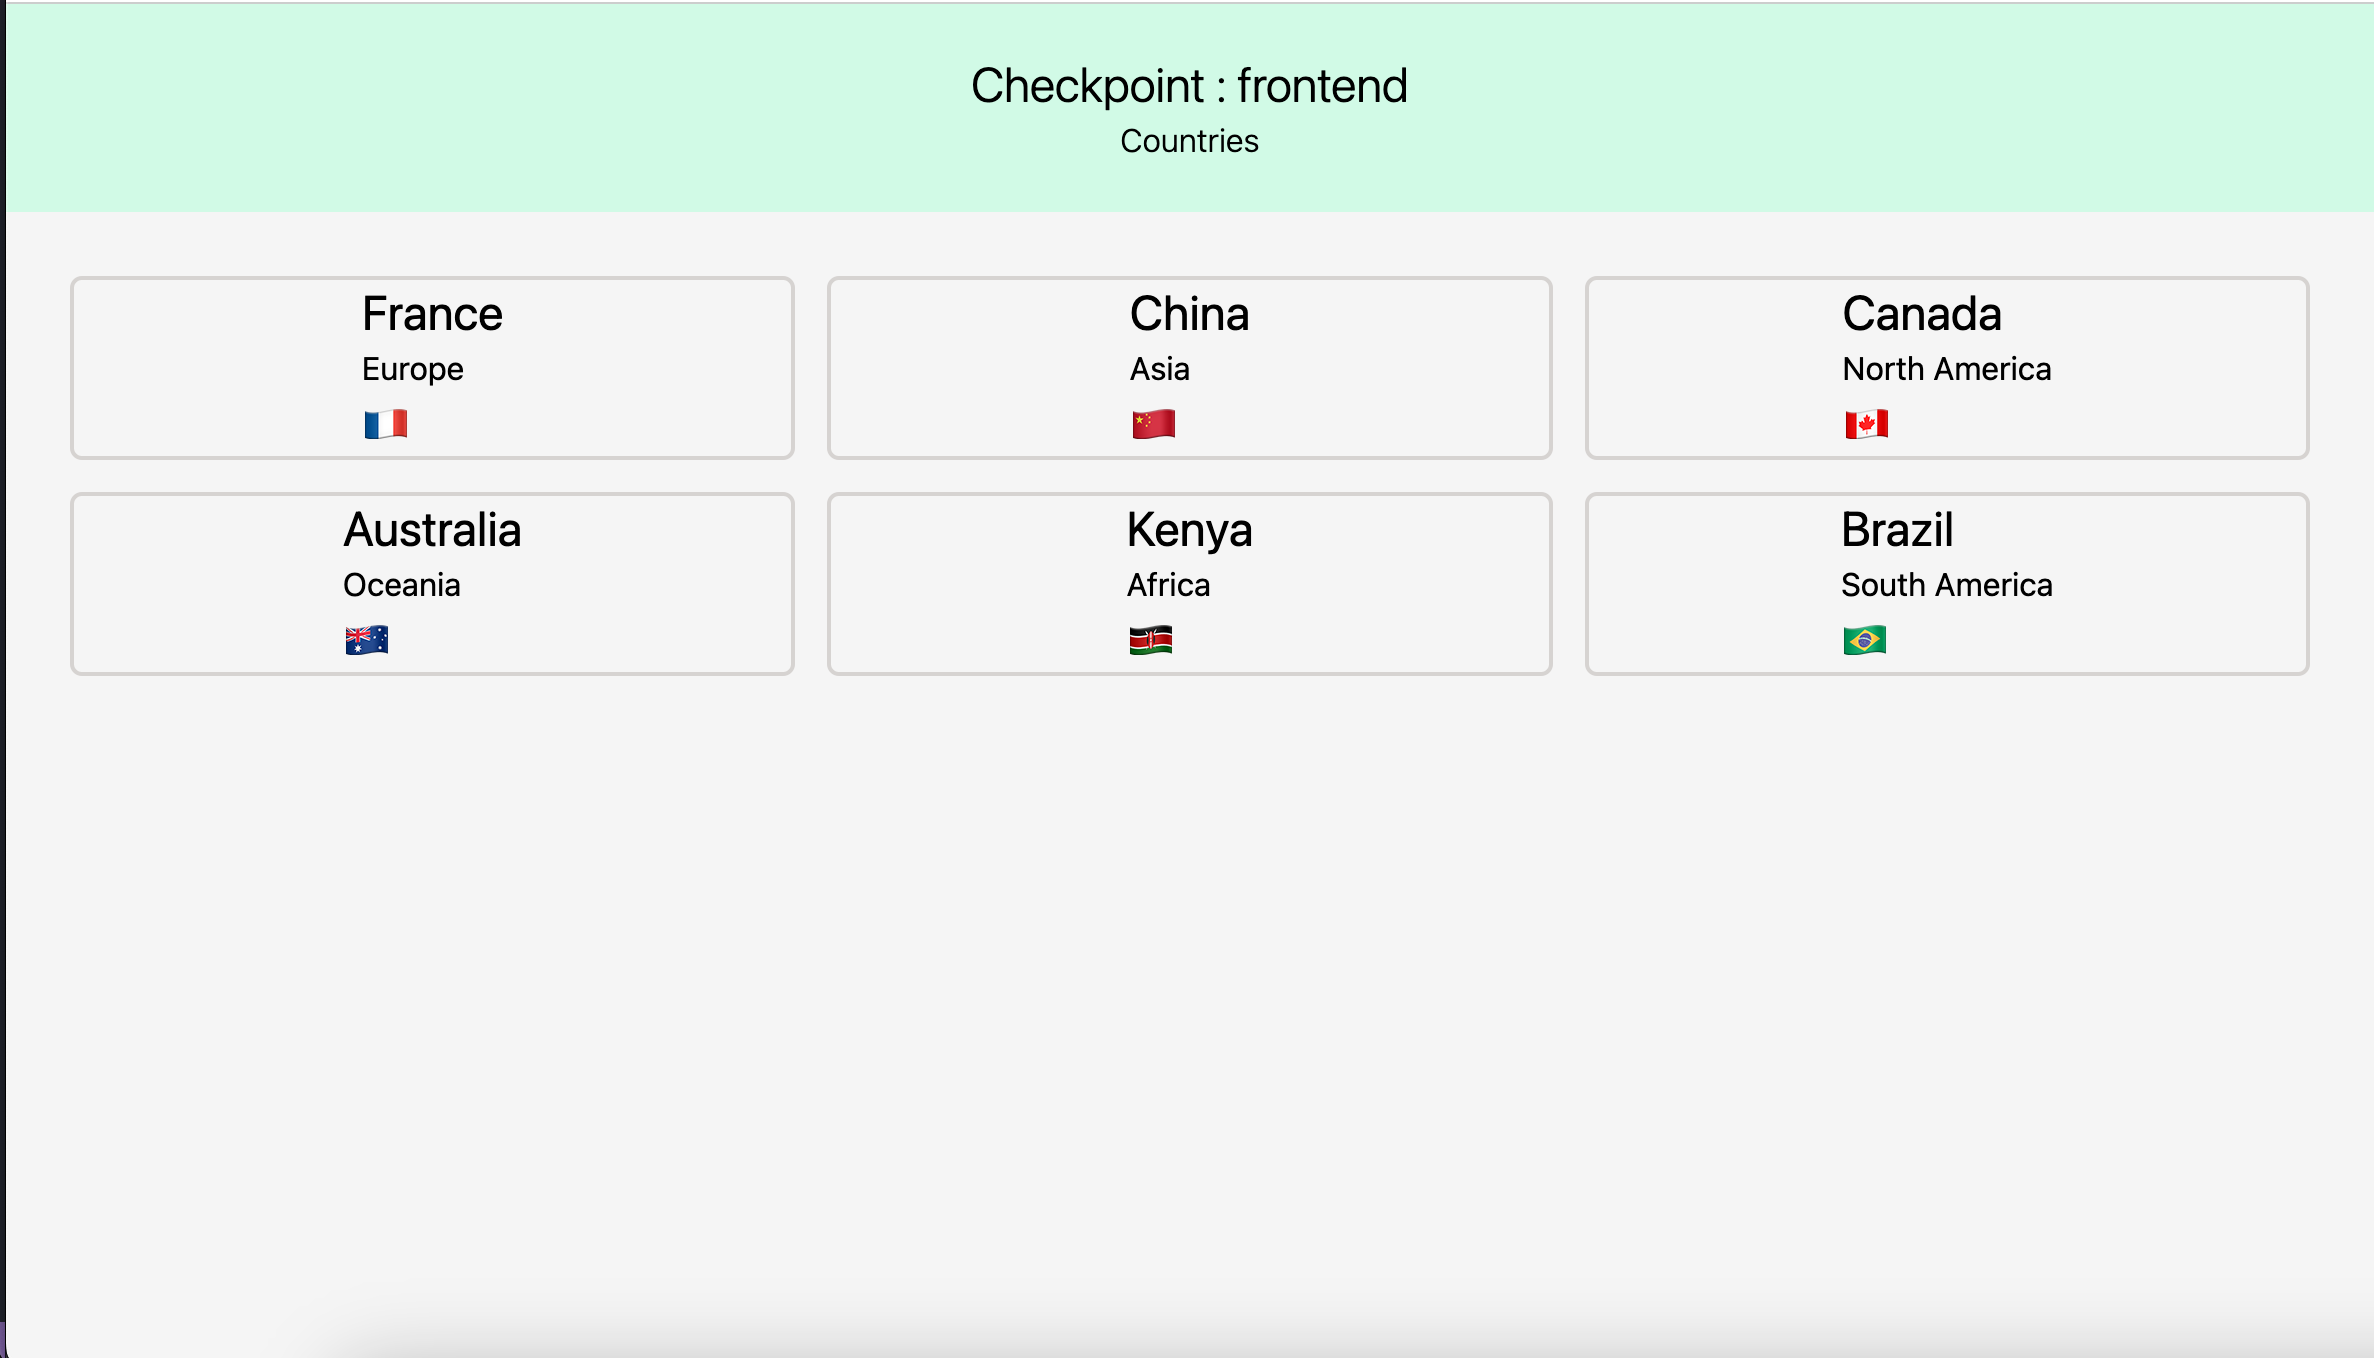 Checkpoint : frontend
Countries
France
Europe
🇫🇷
China
Asia
🇨🇳
Canada
North America
🇨🇦
Australia
Oceania
🇦🇺
Kenya
Africa
🇰🇪
Brazil
South America
🇧🇷